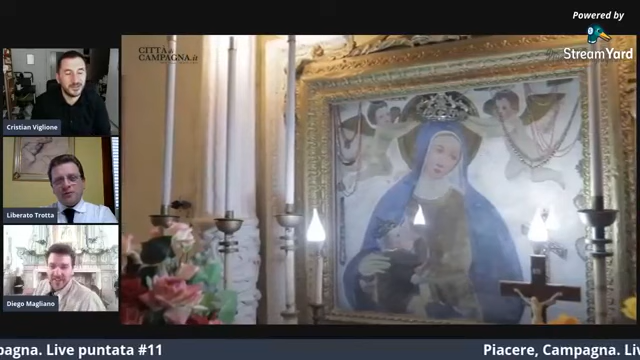 Powered by
StreamYard
CITTÀ di
CAMPAGNA.it
Cristian Viglione
Liberato Trotta
Diego Magliano
pagna. Live puntata #11
Piacere, Campagna. Liv